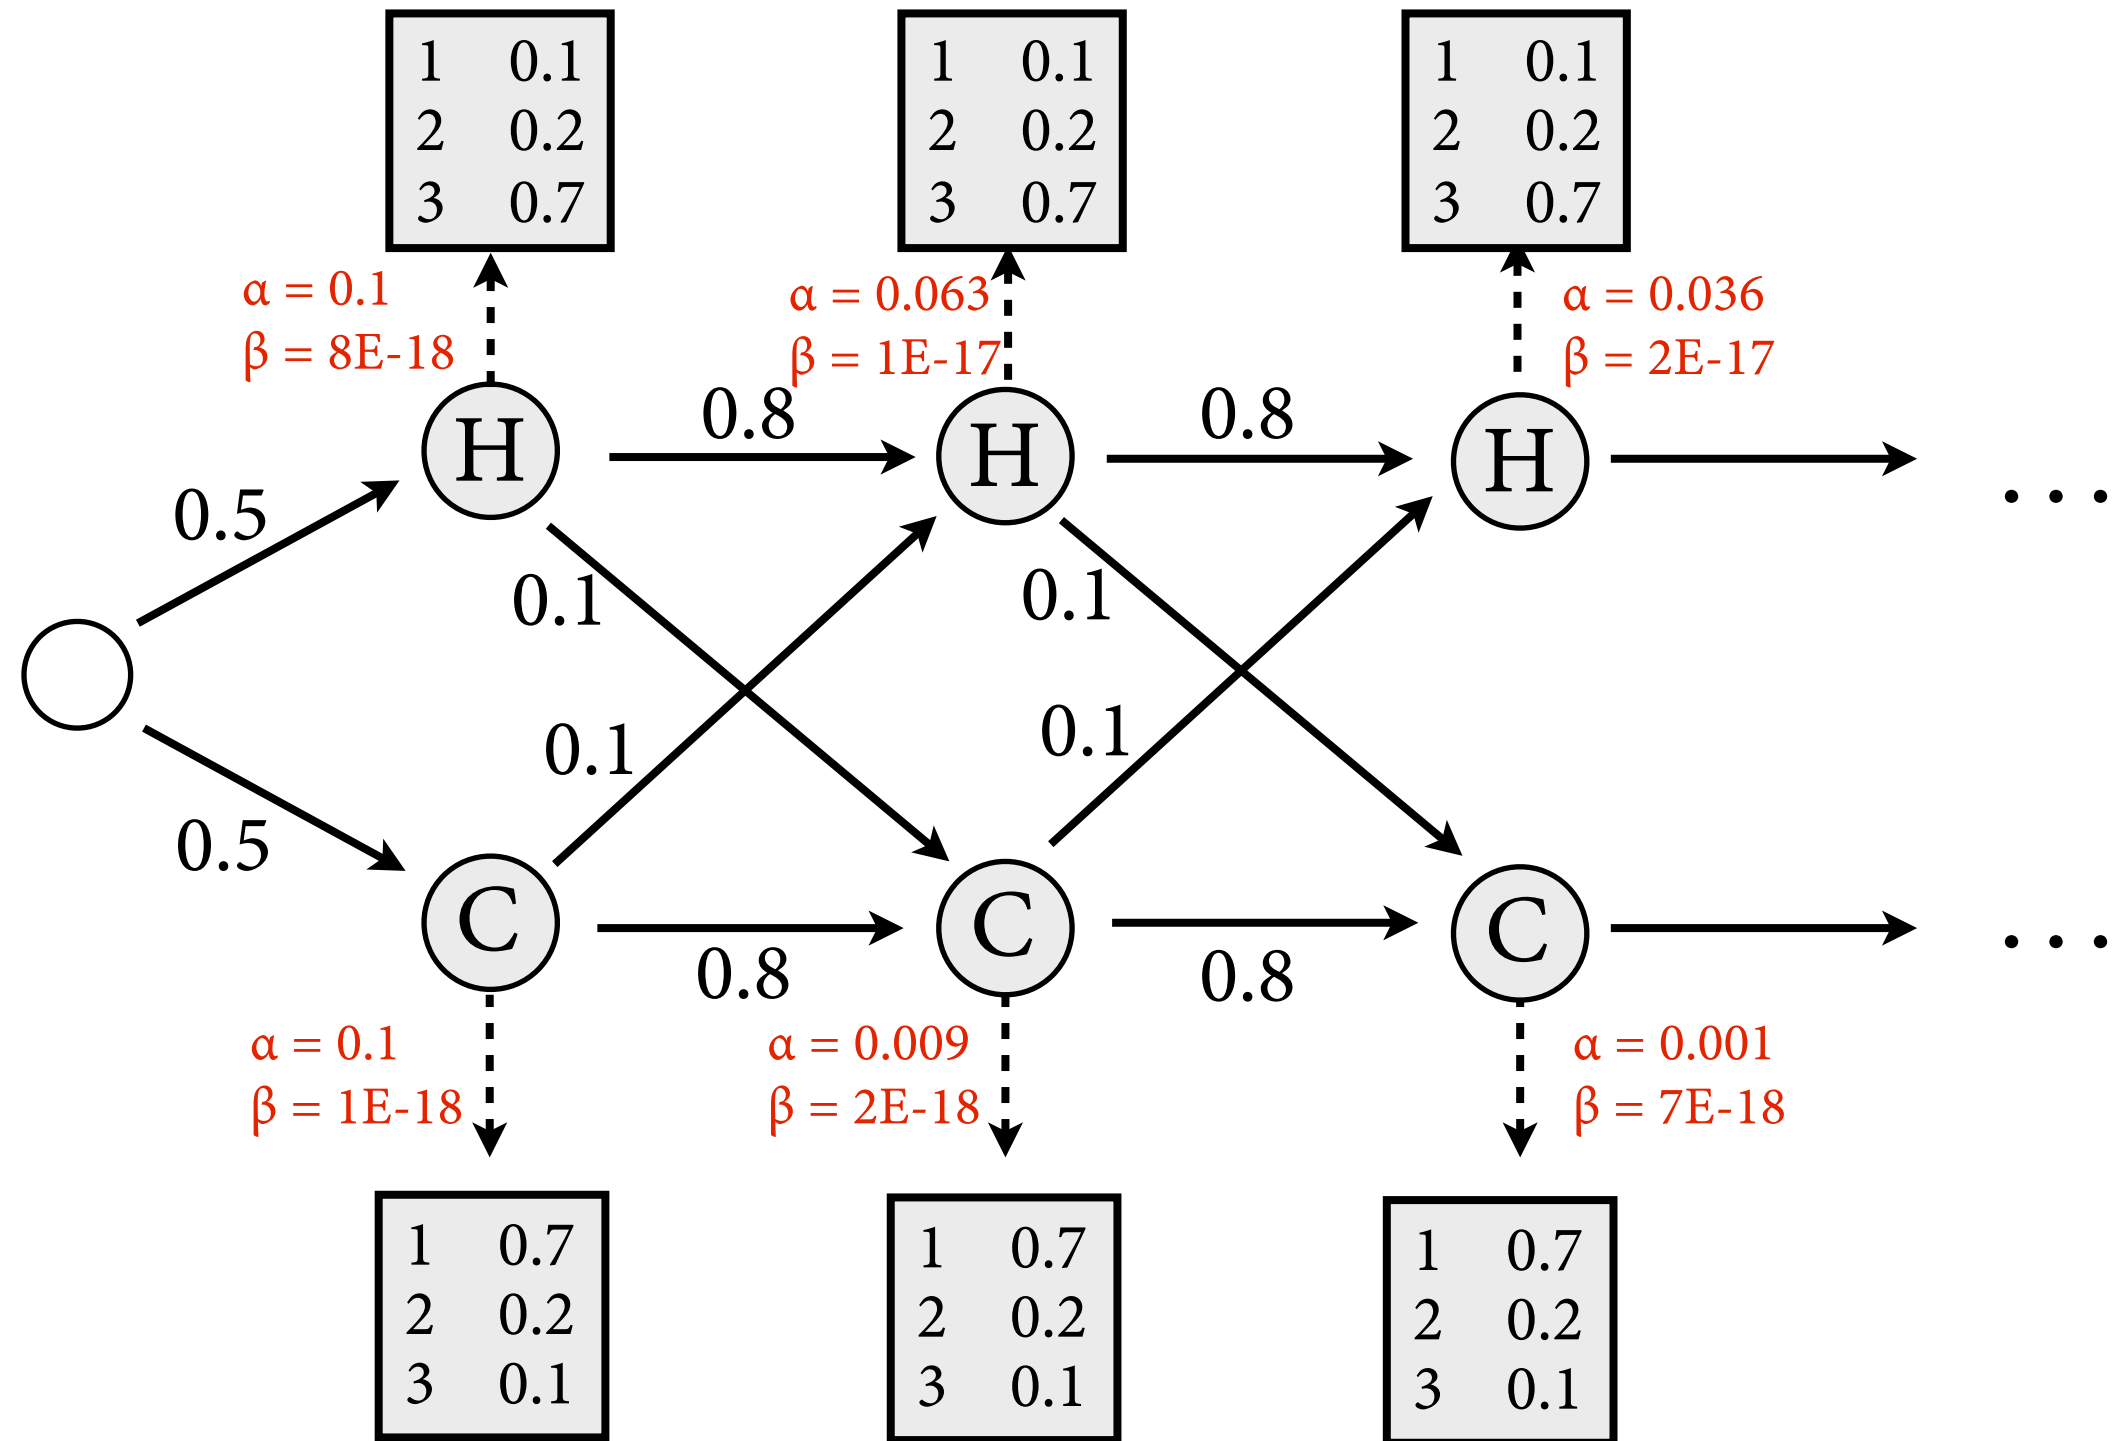 1 0.1
2 0.2
3 0.7
1 0.1
2 0.2
3 0.7
1 0.1
2 0.2
3 0.7
α = 0.1
β = 8E-18
α = 0.063
β = 1E-17
α = 0.036
β = 2E-17
H
0.8
H
0.8
H
...
0.5
0.1
0.1
0.1
0.1
0.5
C
0.8
C
0.8
C
...
α = 0.1
β = 1E-18
α = 0.009
β = 2E-18
α = 0.001
β = 7E-18
1 0.7
2 0.2
3 0.1
1 0.7
2 0.2
3 0.1
1 0.7
2 0.2
3 0.1